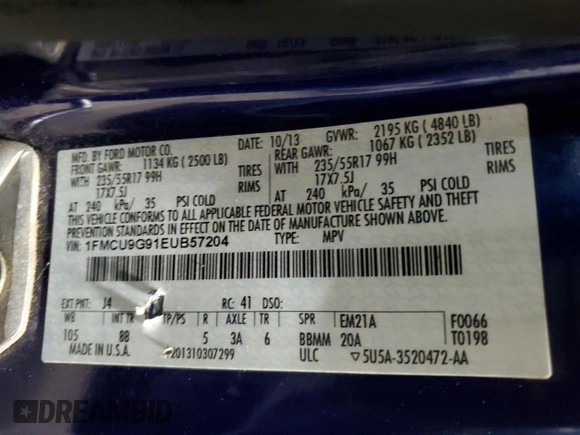 MFD. BY FORD MOTOR CO. 10/13 GVWR: 2195 KG ( 4840 LB)
FRONT GAWR: 1134 KG ( 2500 LB) REAR GAWR: 1067 KG ( 2352 LB)
WITH 235/55R17 99H TIRES WITH 235/55R17 99H TIRES
17X7.5J RIMS 17X7.5J RIMS
AT 240 kPa/ 35 PSI COLD AT 240 kPa/ 35 PSI COLD
THIS VEHICLE CONFORMS TO ALL APPLICABLE FEDERAL MOTOR VEHICLE SAFETY AND THEFT
PREVENTION STANDARDS IN EFFECT ON THE DATE OF MANUFACTURE SHOWN ABOVE.
VIN: 1FMCU9G91EUB57204 TYPE: MPV
EXT PNT: J4 RC: 41 DSO:
WB INT TR TP/PS R AXLE TR SPR EM21A F0066
105 BB 5 3A 6 BBMM 20A T0198
MADE IN U.S.A. 201310307299 ULC 5U5A-3520472-AA
DREAMBID